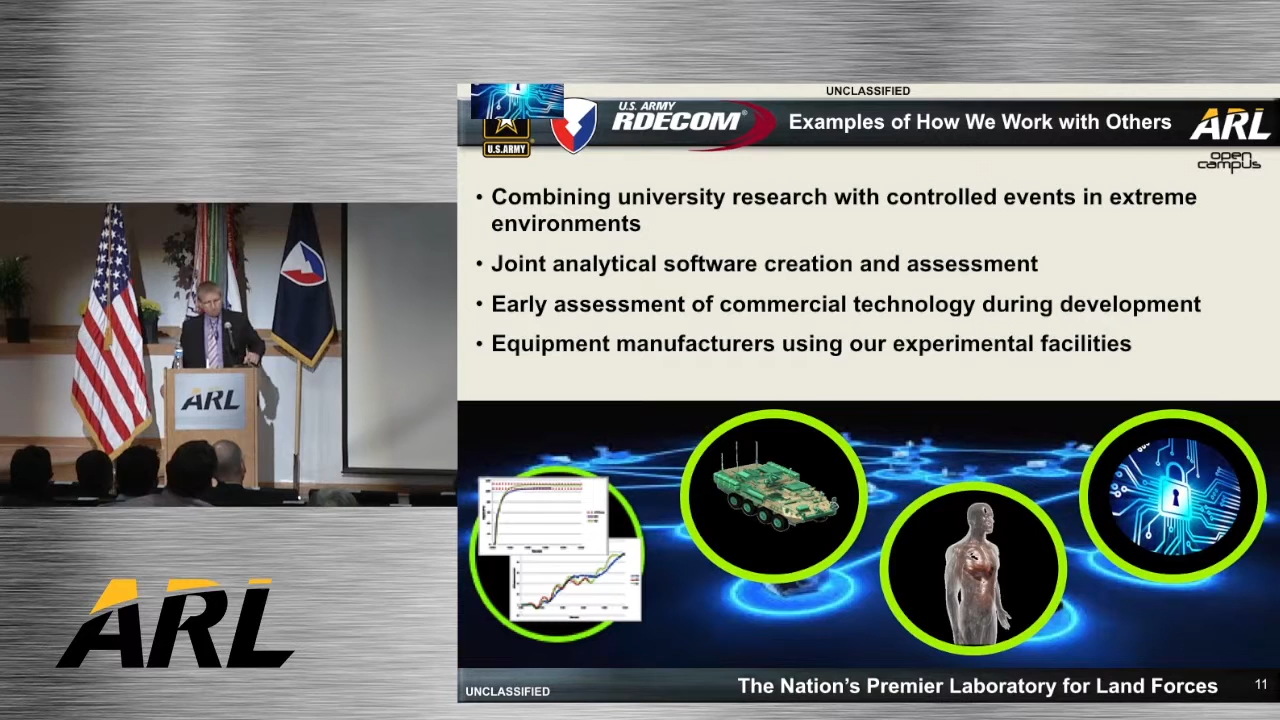 UNCLASSIFIED
U.S. ARMY
RDECOM®
Examples of How We Work with Others
ARL
U.S.ARMY
open
campus
• Combining university research with controlled events in extreme
environments
• Joint analytical software creation and assessment
• Early assessment of commercial technology during development
• Equipment manufacturers using our experimental facilities
ARL
ARL
UNCLASSIFIED
The Nation's Premier Laboratory for Land Forces
11